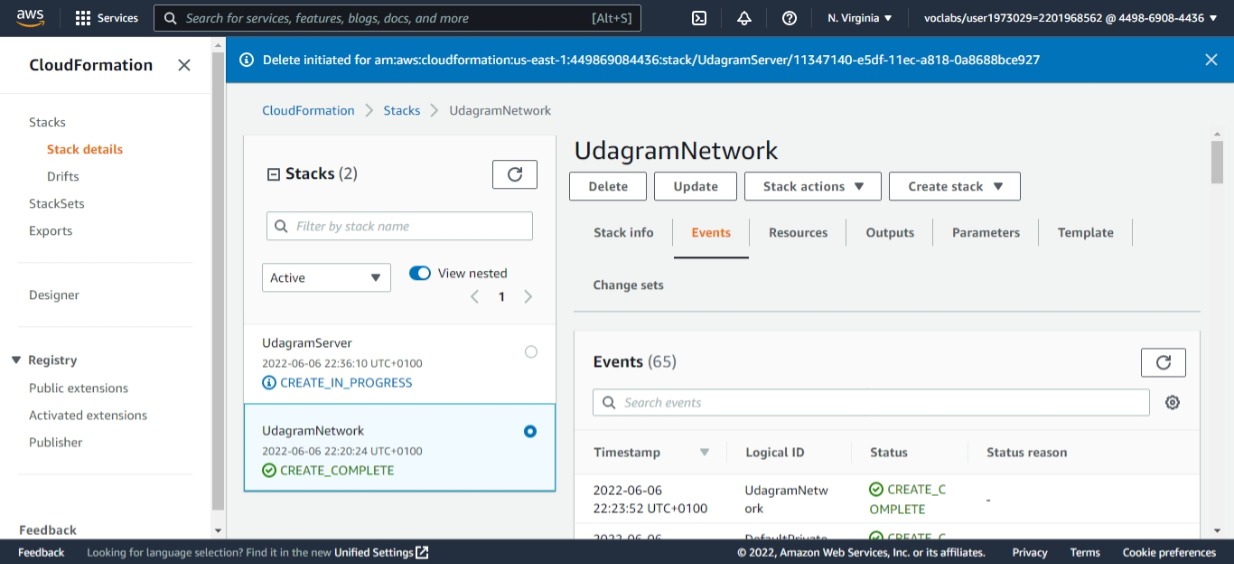 aws Services Search for services, features, blogs, docs, and more [Alt+S] N. Virginia voclabs/user1973029=2201968562 @ 4498-6908-4436
CloudFormation
Delete initiated for arn:aws:cloudformation:us-east-1:449869084436:stack/UdagramServer/11347140-e5df-11ec-a818-0a8688bce927
Stacks
Stack details
Drifts
StackSets
Exports
Designer
Registry
Public extensions
Activated extensions
Publisher
Feedback
CloudFormation Stacks UdagramNetwork
Stacks (2)
Filter by stack name
Active View nested
1
UdagramServer
2022-06-06 22:36:10 UTC+0100
CREATE_IN_PROGRESS
UdagramNetwork
2022-06-06 22:20:24 UTC+0100
CREATE_COMPLETE
UdagramNetwork
Delete Update Stack actions Create stack
Stack info Events Resources Outputs Parameters Template
Change sets
Events (65)
Search events
Timestamp Logical ID Status Status reason
2022-06-06 UdagramNetw CREATE_C
22:23:52 UTC+0100 ork OMPLETE -
2022-06-06 DefaultPrivate CREATE_C
Feedback Looking for language selection? Find it in the new Unified Settings © 2022, Amazon Web Services, Inc. or its affiliates. Privacy Terms Cookie preferences